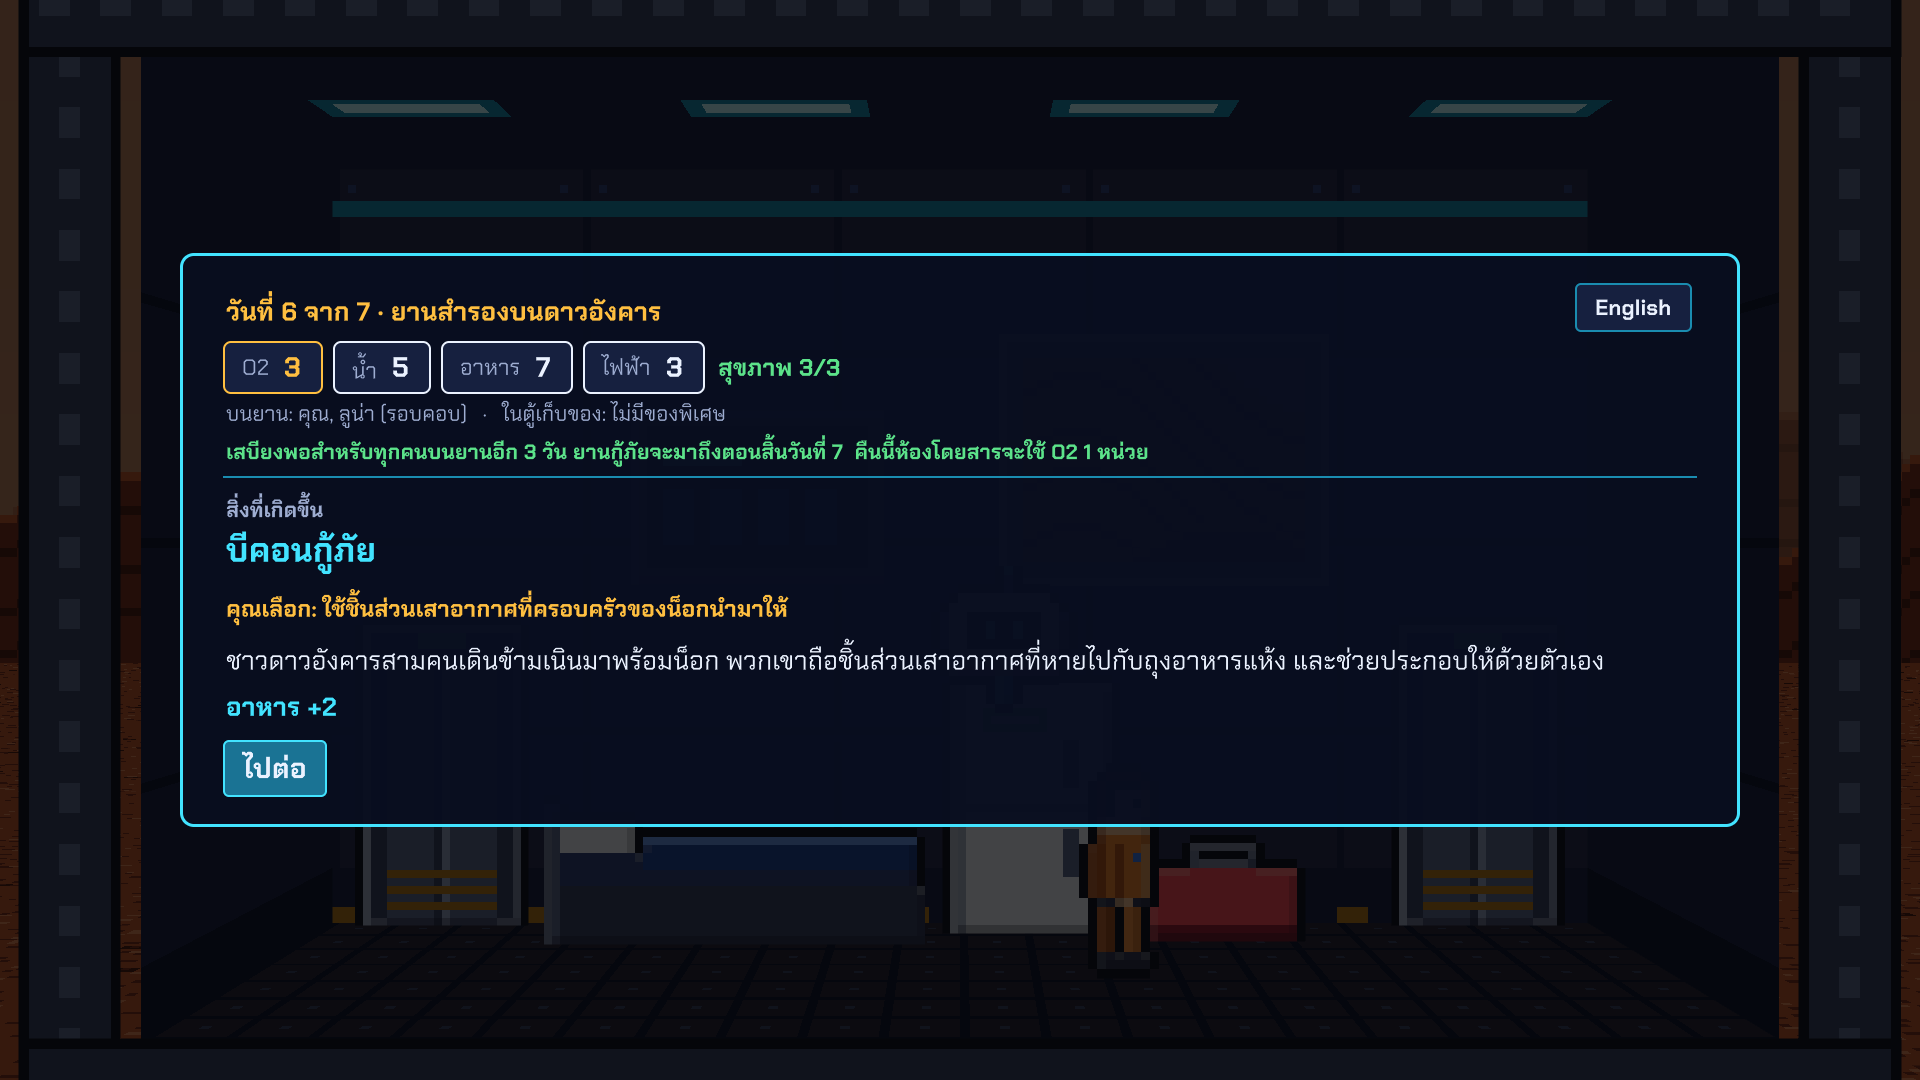 วันที่ 6 จาก 7 · ยานสำรองบนดาวอังคาร
English
O2 3 น้ำ 5 อาหาร 7 ไฟฟ้า 3 สุขภาพ 3/3
บนยาน: คุณ, ลูน่า (รอบคอบ) · ในตู้เก็บของ: ไม่มีของพิเศษ
เสบียงพอสำหรับทุกคนบนยานอีก 3 วัน ยานกู้ภัยจะมาถึงตอนสิ้นวันที่ 7 คืนนี้ห้องโดยสารจะใช้ O2 1 หน่วย
สิ่งที่เกิดขึ้น
บีคอนกู้ภัย
คุณเลือก: ใช้ชิ้นส่วนเสาอากาศที่ครอบครัวของน็อกนำมาให้
ชาวดาวอังคารสามคนเดินข้ามเนินมาพร้อมน็อก พวกเขาถือชิ้นส่วนเสาอากาศที่หายไปกับถุงอาหารแห้ง และช่วยประกอบให้ด้วยตัวเอง
อาหาร +2
ไปต่อ